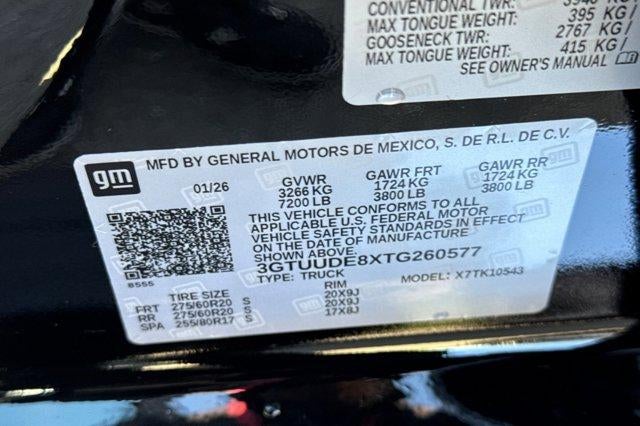 CONVENTIONAL TWR:
MAX TONGUE WEIGHT: 395 KG/
GOOSENECK TWR: 2767 KG/
MAX TONGUE WEIGHT: 415 KG/
SEE OWNER'S MANUAL
MFD BY GENERAL MOTORS DE MEXICO, S. DE R.L. DE C.V.
gm
01/26 GVWR GAWR FRT GAWR RR
3266 KG 1724 KG 1724 KG
7200 LB 3800 LB 3800 LB
THIS VEHICLE CONFORMS TO ALL
APPLICABLE U.S. FEDERAL MOTOR
VEHICLE SAFETY STANDARDS IN EFFECT
ON THE DATE OF MANUFACTURE
SHOWN ABOVE
3GTUUDE8XTG260577
8555 TYPE: TRUCK MODEL: X7TK10543
TIRE SIZE RIM
FRT 275/60R20 S 20X9J
RR 275/60R20 S 20X9J
SPA 255/80R17 S 17X8J